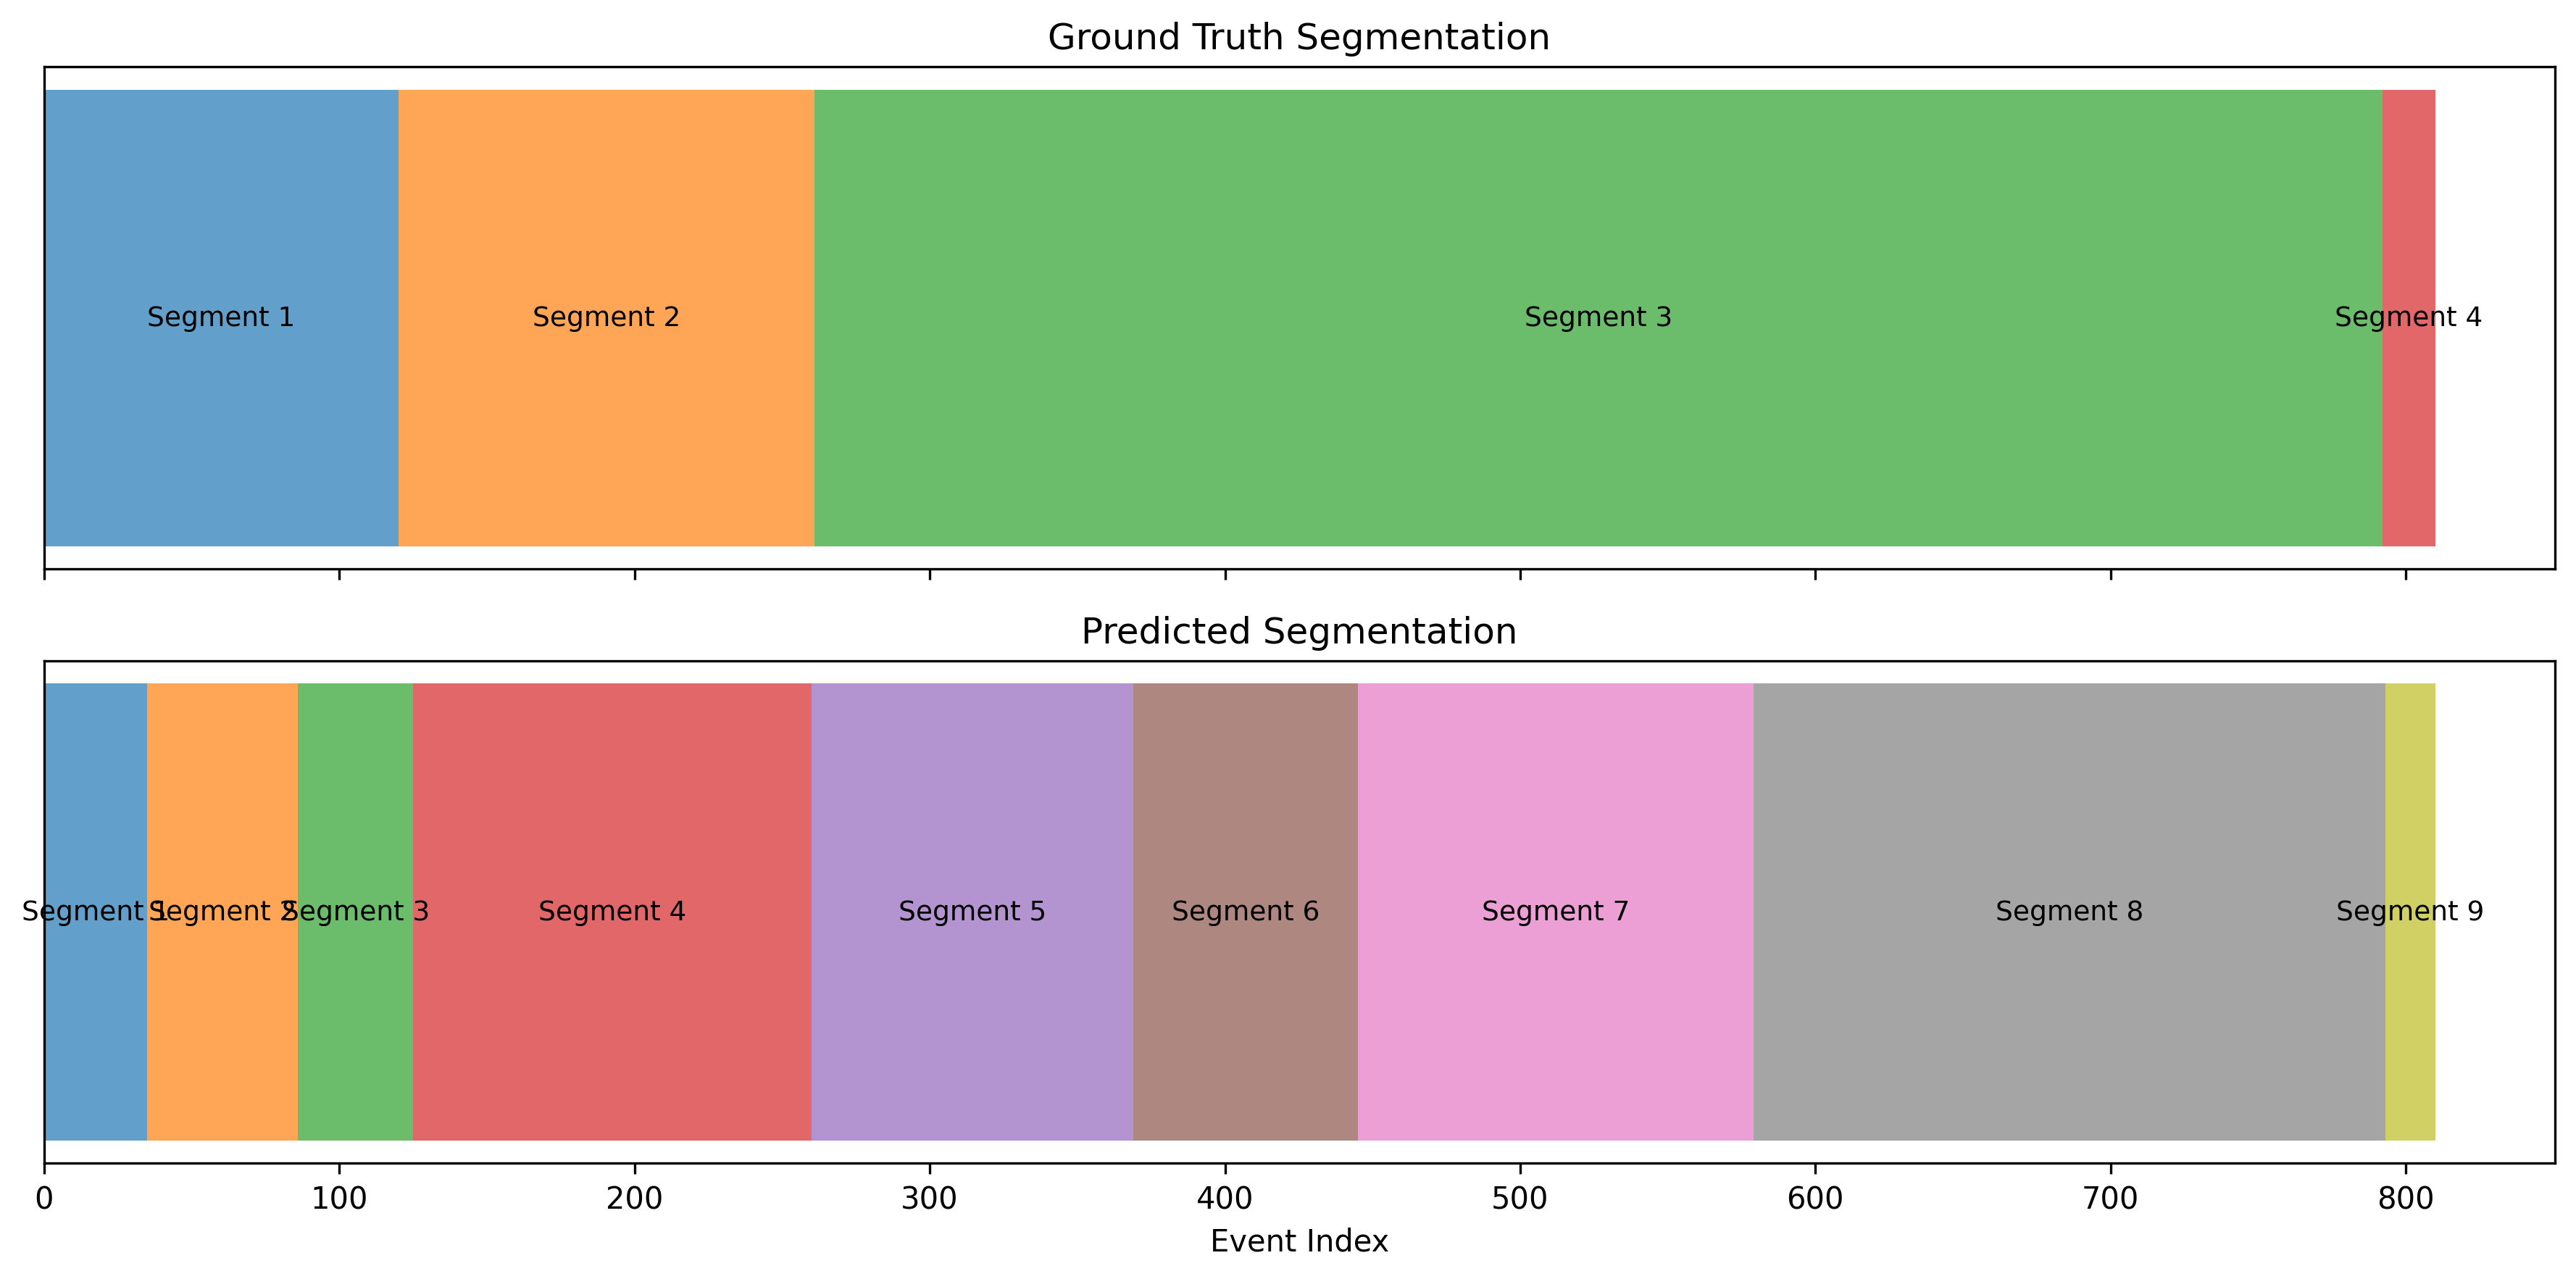 Ground Truth Segmentation
Segment 1
Segment 2
Segment 3
Segment 4
Predicted Segmentation
Segment 1
Segment 2
Segment 3
Segment 4
Segment 5
Segment 6
Segment 7
Segment 8
Segment 9
0 100 200 300 400 500 600 700 800
Event Index